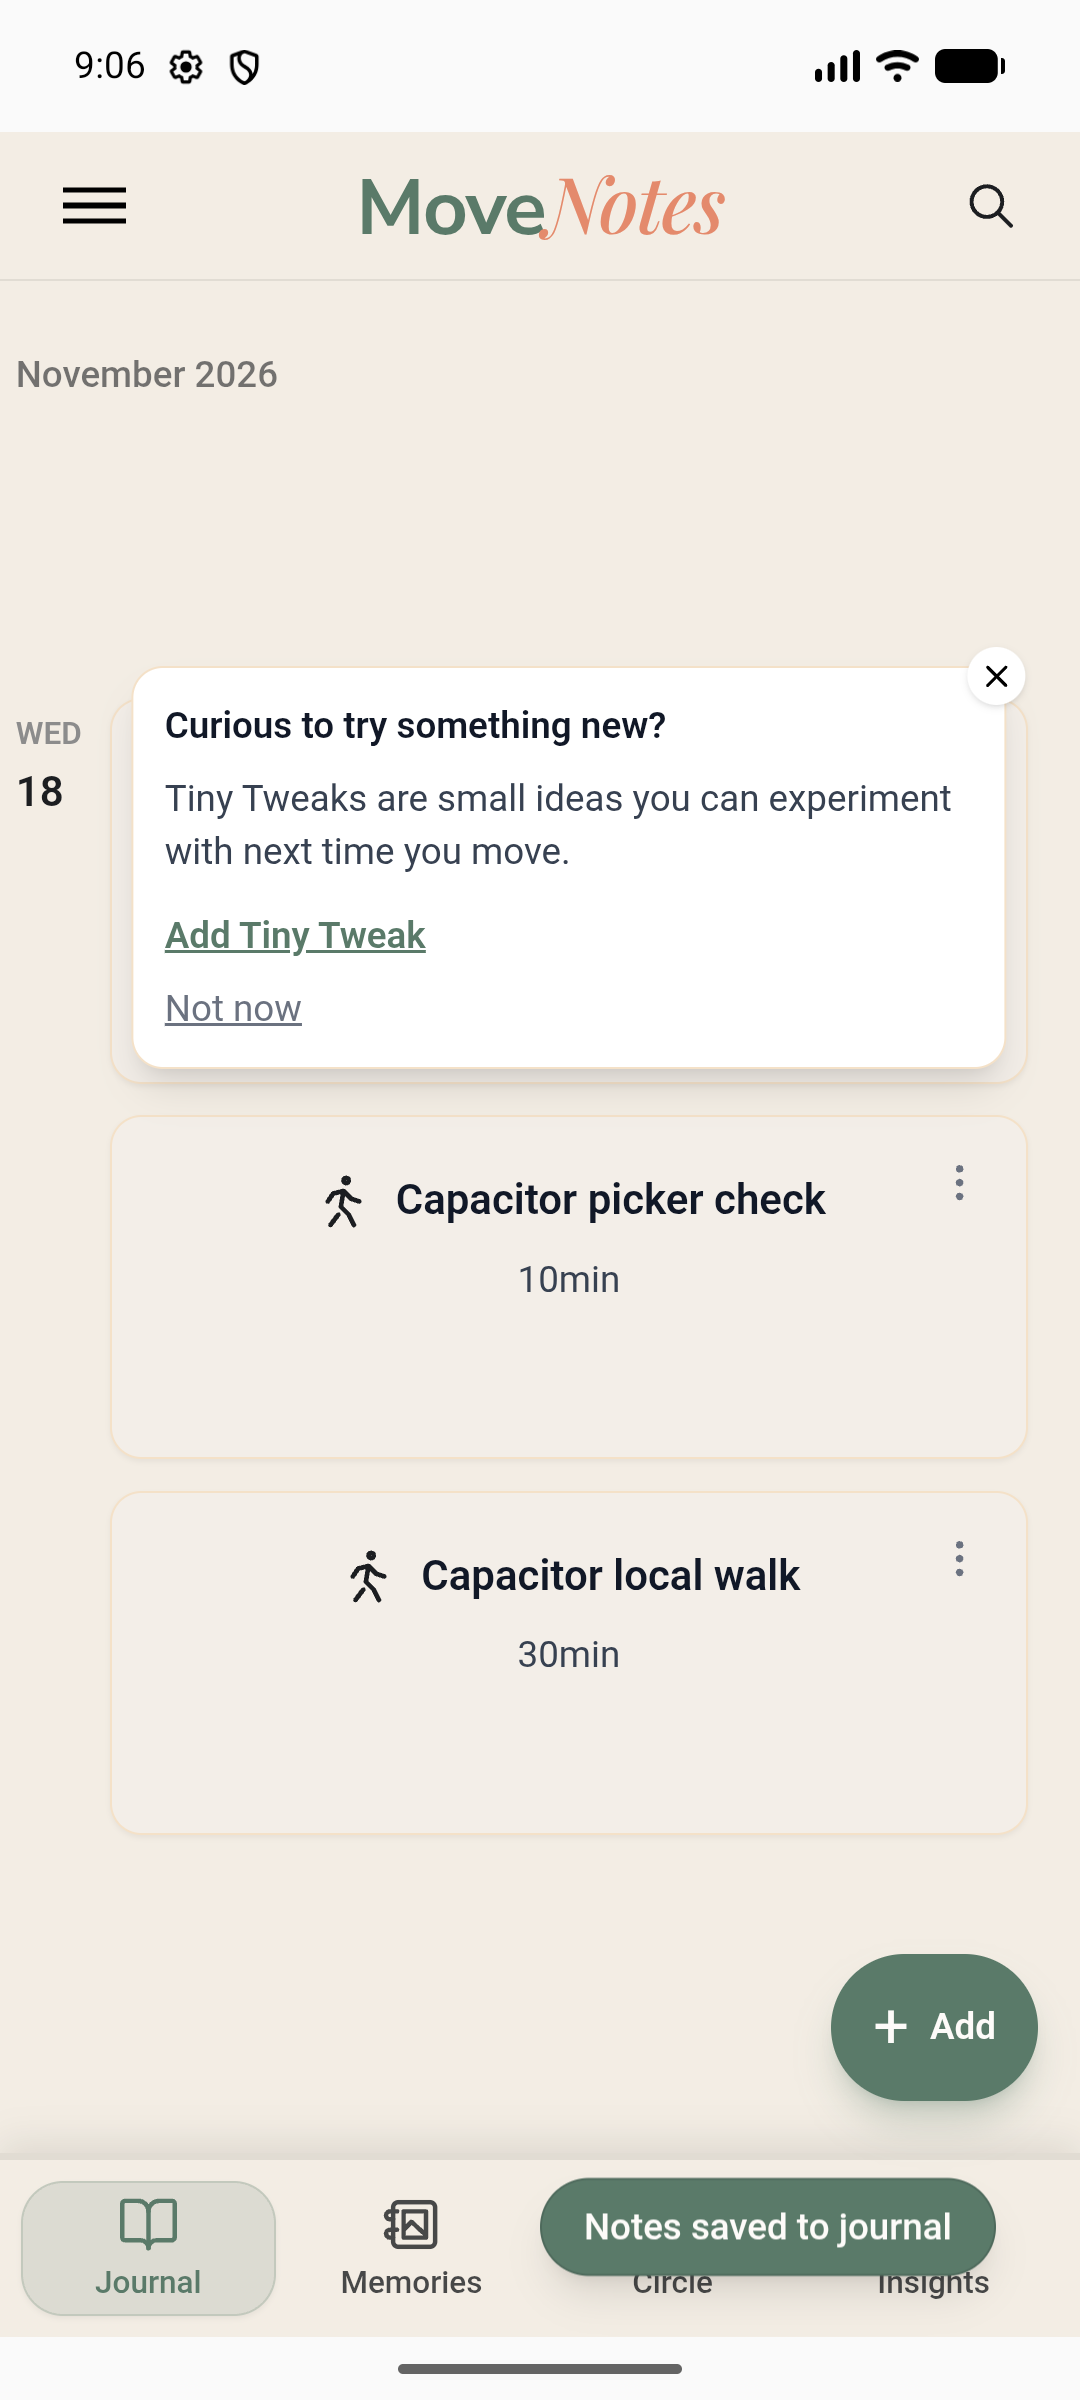 9:06
MoveNotes
November 2026
WED
18
Curious to try something new?
Tiny Tweaks are small ideas you can experiment
with next time you move.
Add Tiny Tweak
Not now
Capacitor picker check
10min
Capacitor local walk
30min
+ Add
Notes saved to journal
Journal
Memories
Circle
Insights